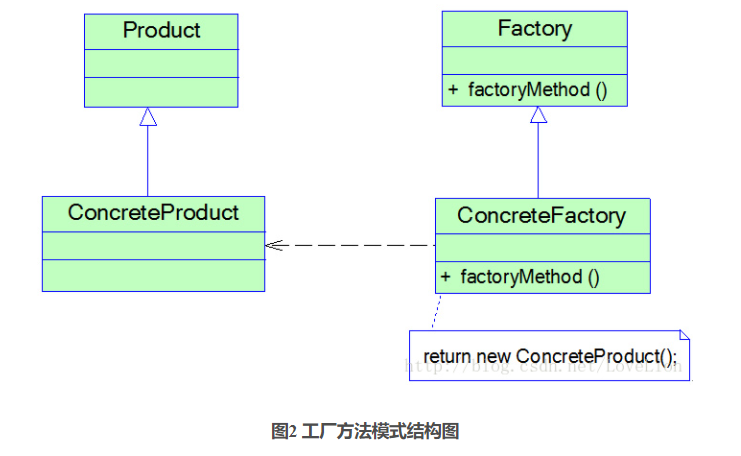 Product
Factory
+ factoryMethod ()
ConcreteProduct
ConcreteFactory
+ factoryMethod ()
return new ConcreteProduct();
http://blog.csdn.net/LoveLion
图2 工厂方法模式结构图